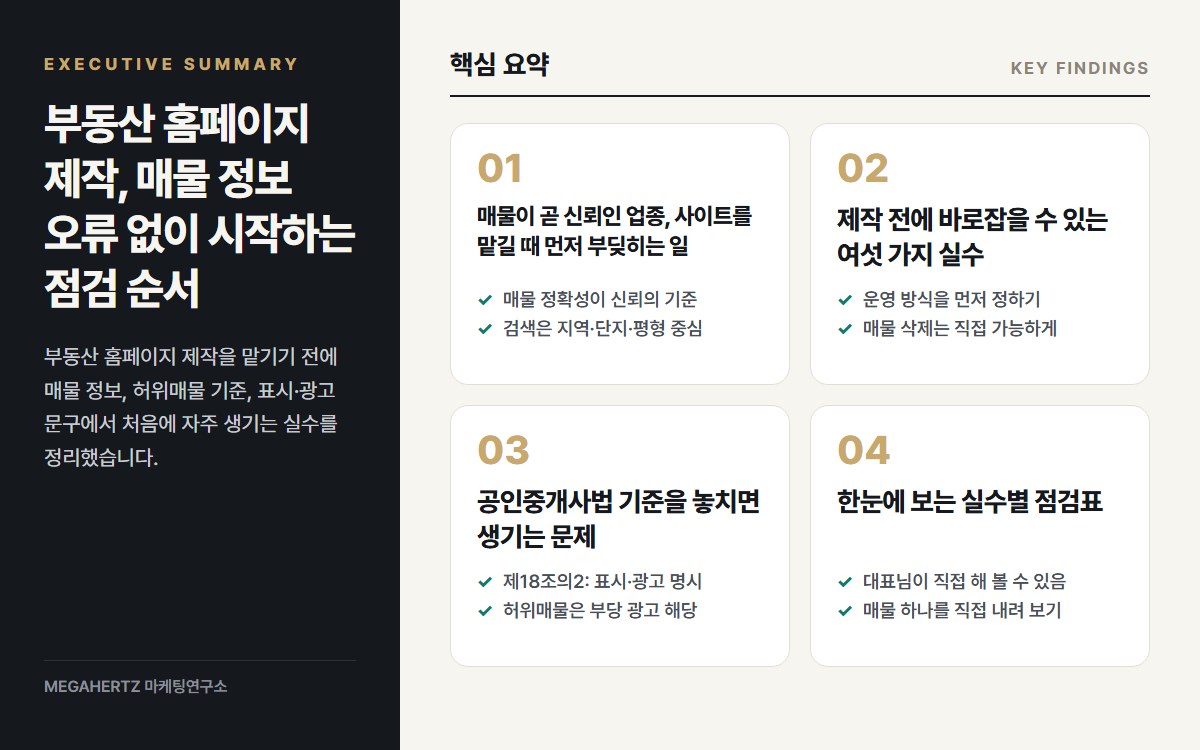 EXECUTIVE SUMMARY
부동산 홈페이지
제작, 매물 정보
오류 없이 시작하는
점검 순서
부동산 홈페이지 제작을 맡기기 전에
매물 정보, 허위매물 기준, 표시·광고
문구에서 처음에 자주 생기는 실수를
정리했습니다.
MEGAHERTZ 마케팅연구소
핵심 요약
KEY FINDINGS
01
매물이 곧 신뢰인 업종, 사이트를
맡길 때 먼저 부딪히는 일
매물 정확성이 신뢰의 기준
검색은 지역·단지·평형 중심
02
제작 전에 바로잡을 수 있는
여섯 가지 실수
운영 방식을 먼저 정하기
매물 삭제는 직접 가능하게
03
공인중개사법 기준을 놓치면
생기는 문제
제18조의2: 표시·광고 명시
허위매물은 부당 광고 해당
04
한눈에 보는 실수별 점검표
대표님이 직접 해 볼 수 있음
매물 하나를 직접 내려 보기